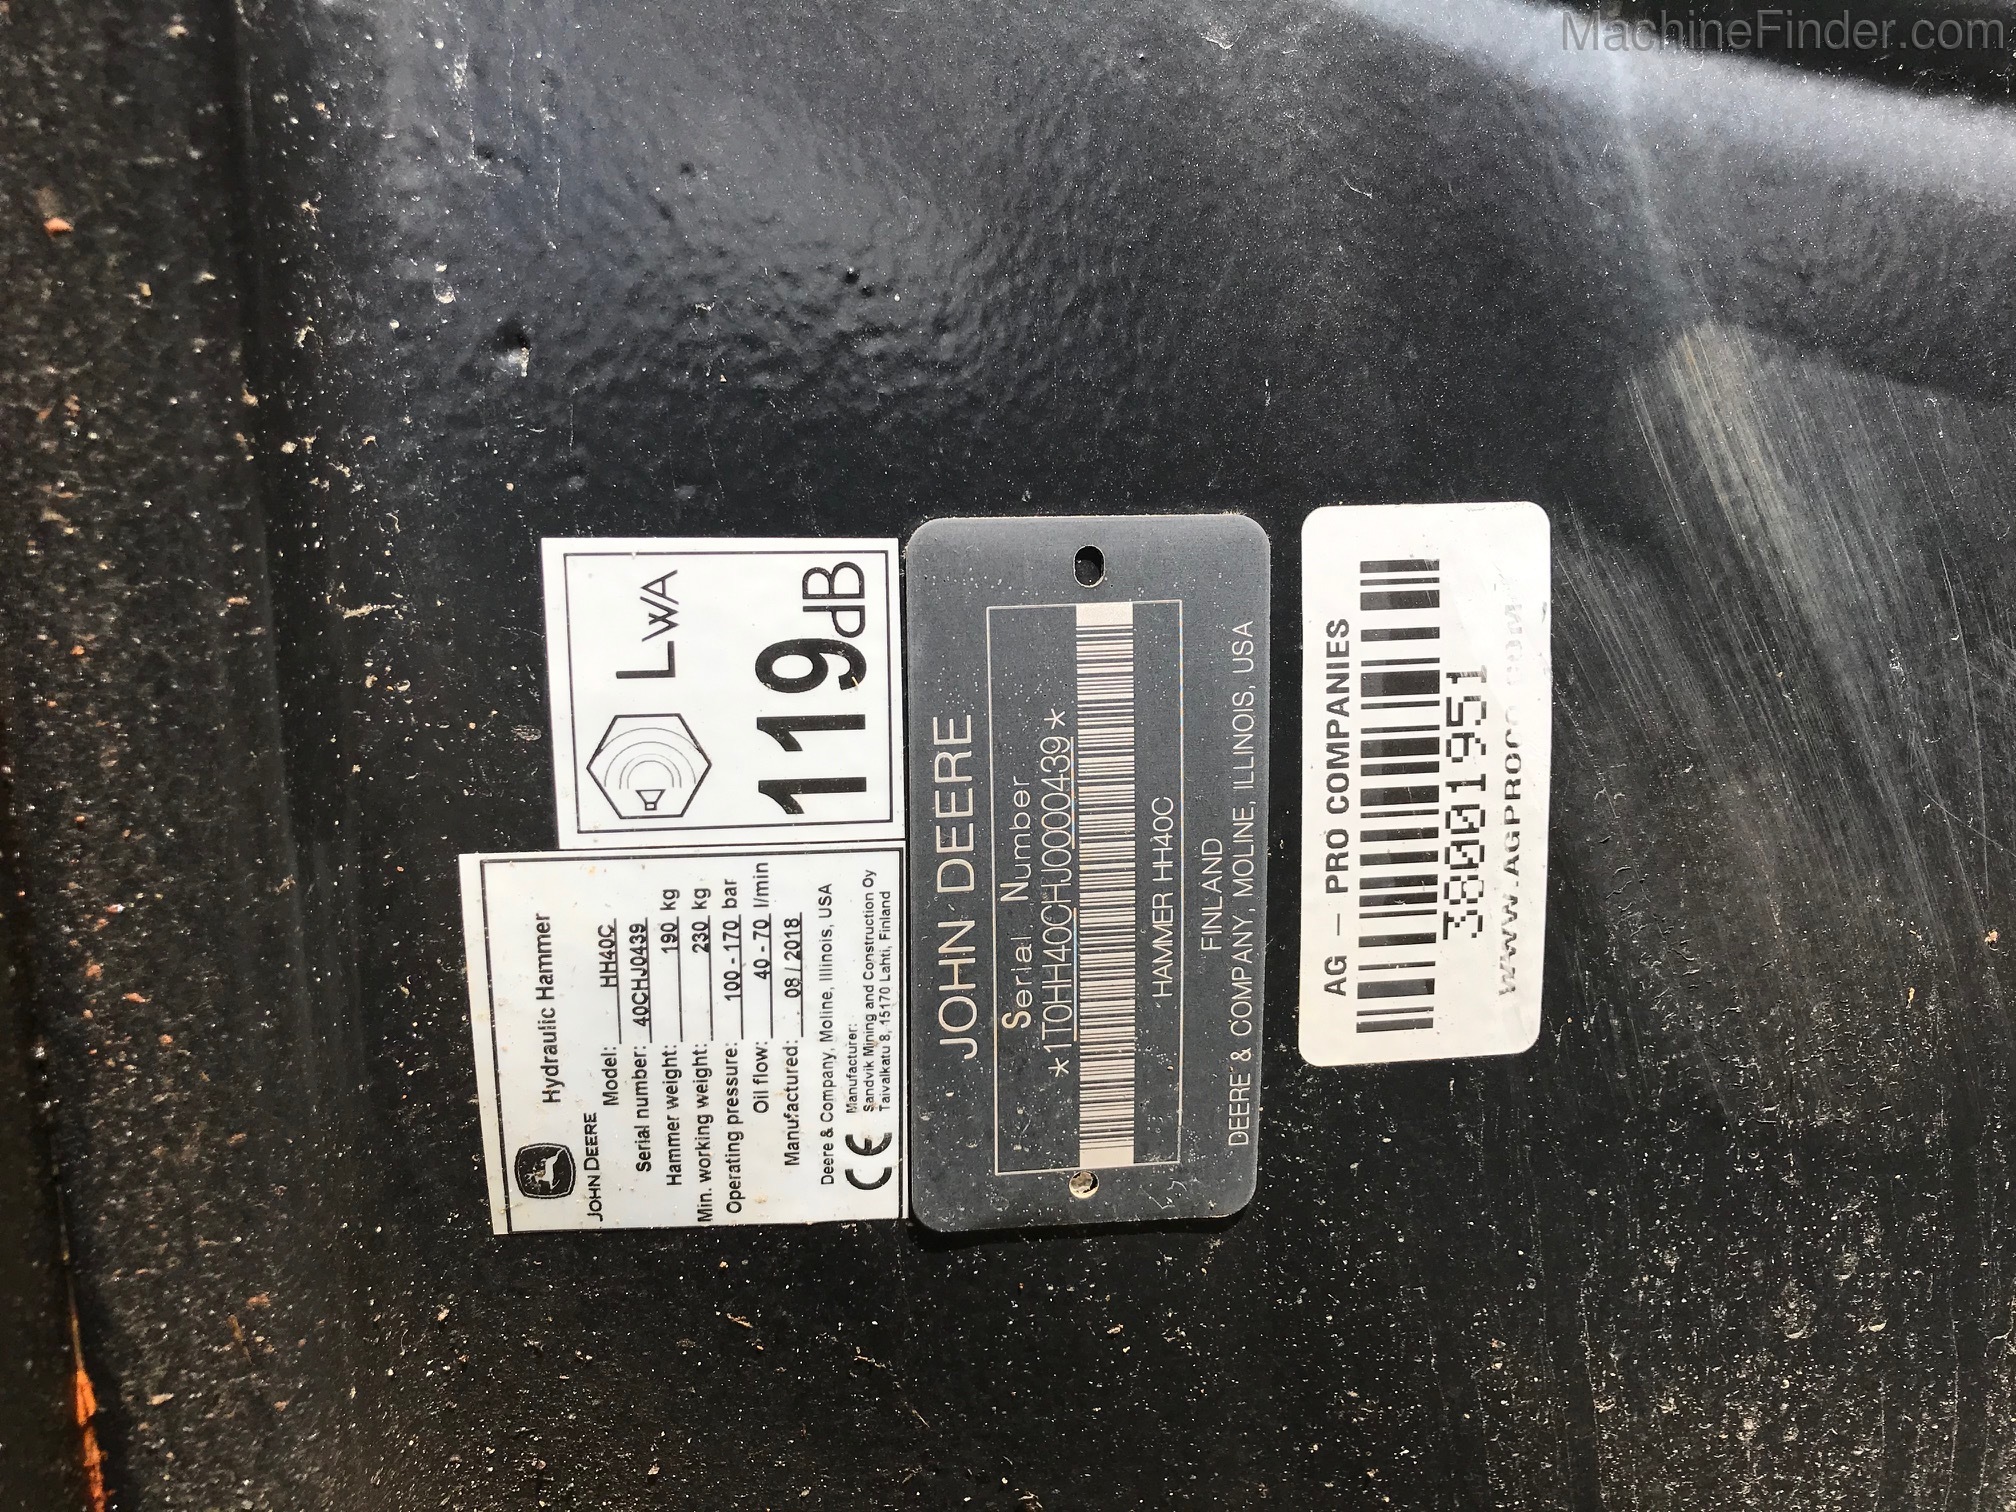 MachineFinder.com
JOHN DEERE
Hydraulic Hammer
Model: HH40C
Serial number: 40CHJ0439
Hammer weight: 190 kg
Min. working weight: 230 kg
Operating pressure: 100 - 170 bar
Oil flow: 40 - 70 l/min
Manufactured: 08 / 2018
Deere & Company, Moline, Illinois, USA
CE
Manufacturer:
Sandvik Mining and Construction Oy
Taivalkatu 8, 15170 Lahti, Finland
LWA
119dB
JOHN DEERE
Serial Number
*1T0HH40CHJ0000439*
HAMMER HH40C
FINLAND
DEERE & COMPANY, MOLINE, ILLINOIS, USA
AG - PRO COMPANIES
38001951